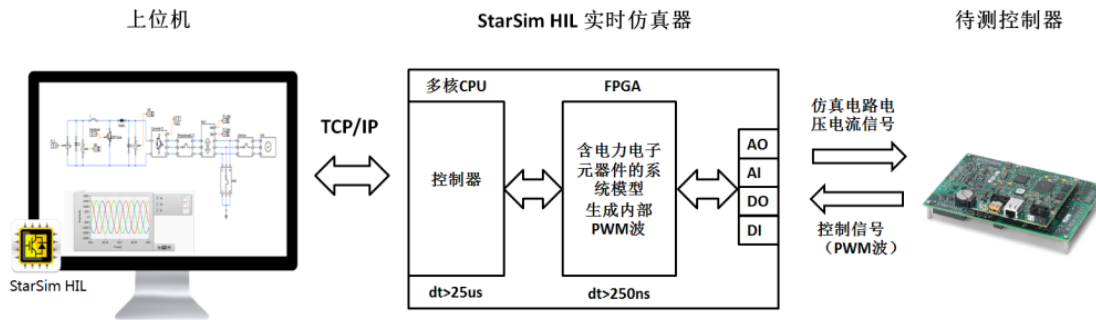 上位机
StarSim HIL 实时仿真器
待测控制器
StarSim HIL
TCP/IP
多核CPU
FPGA
控制器
含电力电子
元器件的系
统模型
生成内部
PWM波
dt>25us
dt>250ns
AO
AI
DO
DI
仿真电路电
压电流信号
控制信号
（PWM波）